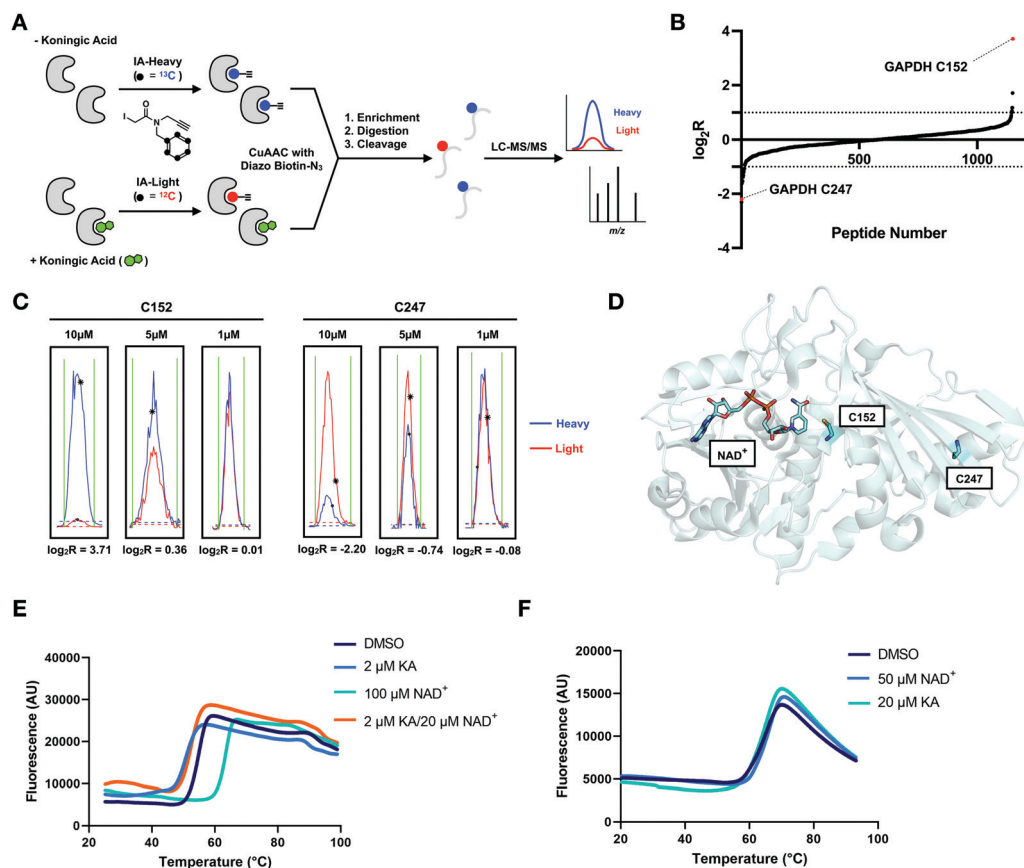 A
- Koningic Acid
IA-Heavy
(● = ¹³C)
O
I
N
CuAAC with
Diazo Biotin-N₃
IA-Light
(● = ¹²C)
+ Koningic Acid ( )
1. Enrichment
2. Digestion
3. Cleavage
LC-MS/MS
Heavy
Light
m/z
B
log₂R
4
2
0
-2
-4
500
1000
GAPDH C152
GAPDH C247
Peptide Number
C
C152
C247
10μM
5μM
1μM
10μM
5μM
1μM
Heavy
Light
log₂R = 3.71
log₂R = 0.36
log₂R = 0.01
log₂R = -2.20
log₂R = -0.74
log₂R = -0.08
D
NAD⁺
C152
C247
E
Fluorescence (AU)
40000
30000
20000
10000
0
20
40
60
80
100
Temperature (°C)
DMSO
2 μM KA
100 μM NAD⁺
2 μM KA/20 μM NAD⁺
F
Fluorescence (AU)
20000
15000
10000
5000
0
20
40
60
80
100
Temperature (°C)
DMSO
50 μM NAD⁺
20 μM KA